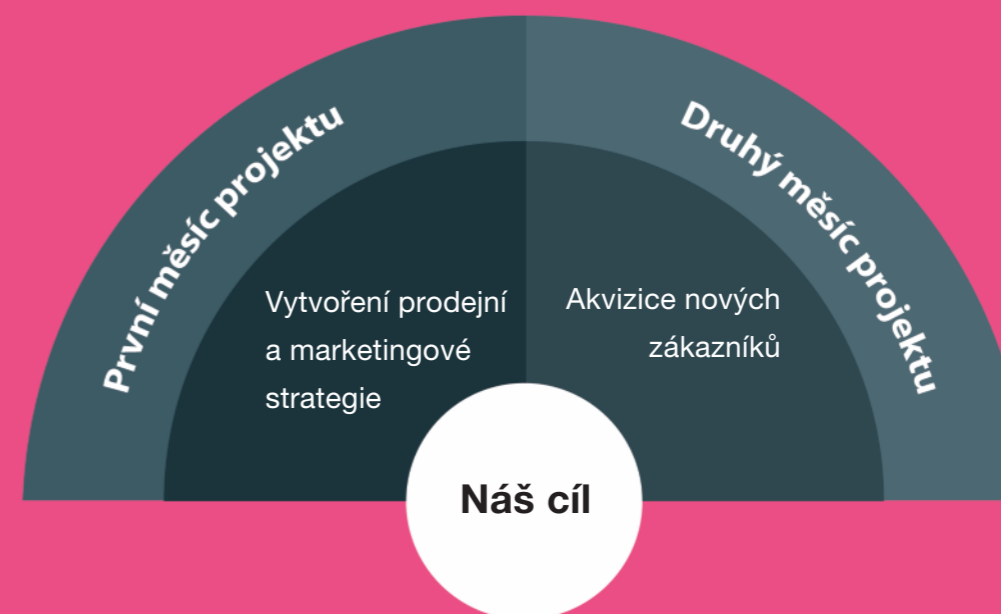 První měsíc projektu
Druhý měsíc projektu
Vytvoření prodejní
a marketingové
strategie
Akvizice nových
zákazníků
Náš cíl